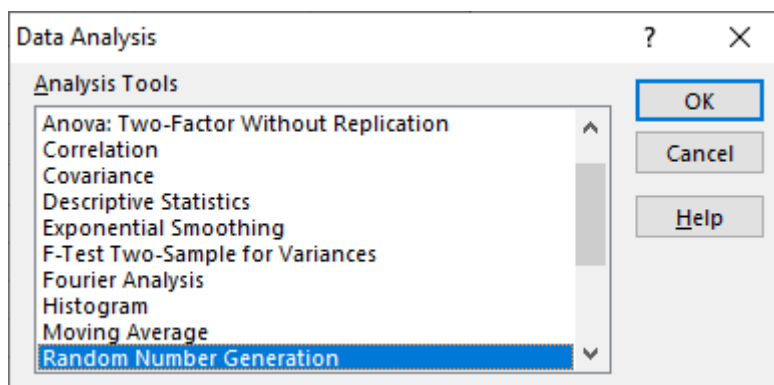 Data Analysis
?
Analysis Tools
Anova: Two-Factor Without Replication
Correlation
Covariance
Descriptive Statistics
Exponential Smoothing
F-Test Two-Sample for Variances
Fourier Analysis
Histogram
Moving Average
Random Number Generation
OK
Cancel
Help